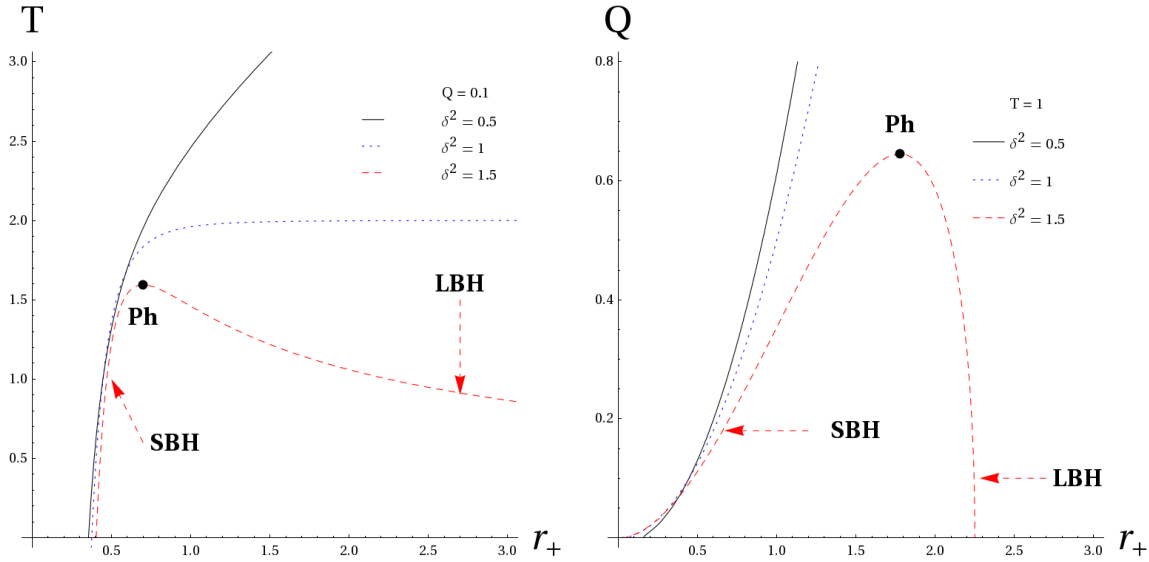 T
3.0
2.5
2.0
1.5
1.0
0.5
Q = 0.1
δ² = 0.5
δ² = 1
δ² = 1.5
Ph
LBH
SBH
0.5 1.0 1.5 2.0 2.5 3.0
r₊
Q
0.8
0.6
0.4
0.2
T = 1
δ² = 0.5
δ² = 1
δ² = 1.5
Ph
SBH
LBH
0.5 1.0 1.5 2.0 2.5 3.0
r₊